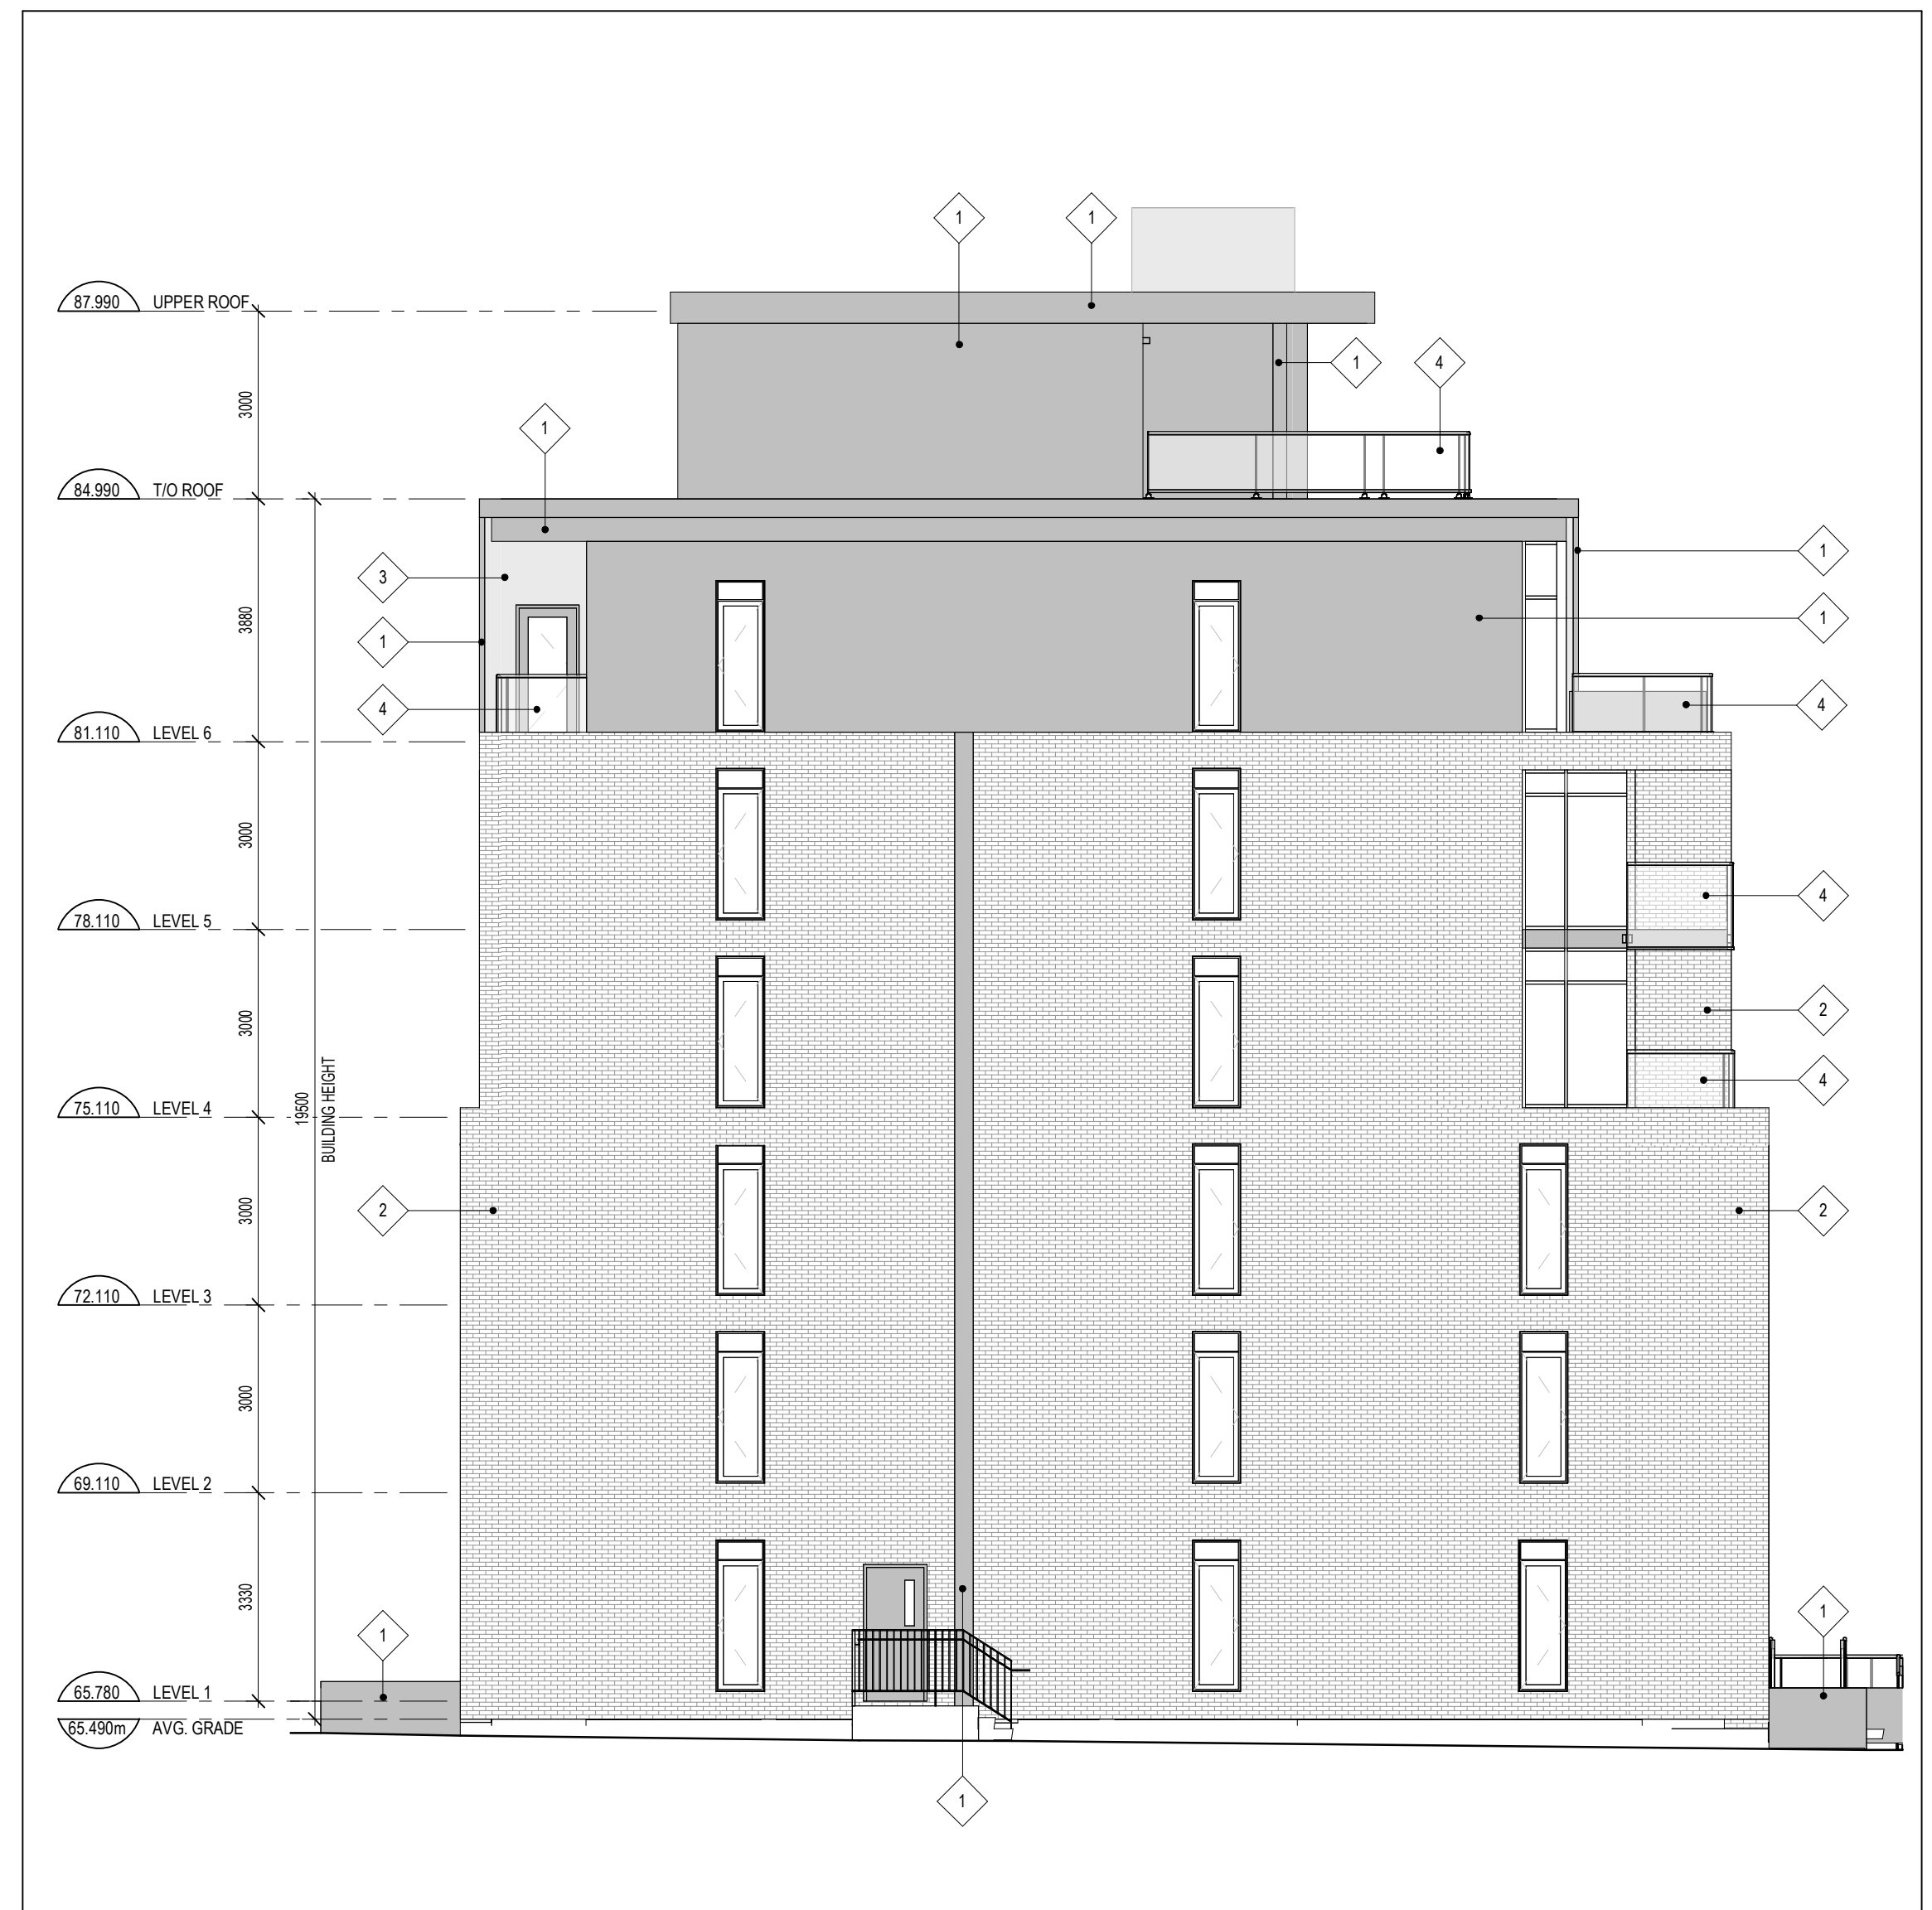 1
1
87.990 UPPER ROOF
1
4
3000
1
84.990 T/O ROOF
1
3
1
3880
1
1
4
4
81.110 LEVEL 6
3000
4
78.110 LEVEL 5
2
3000
4
75.110 LEVEL 4
19500
BUILDING HEIGHT
2
2
3000
72.110 LEVEL 3
3000
69.110 LEVEL 2
3330
1
1
65.780 LEVEL 1
65.490m AVG. GRADE
1